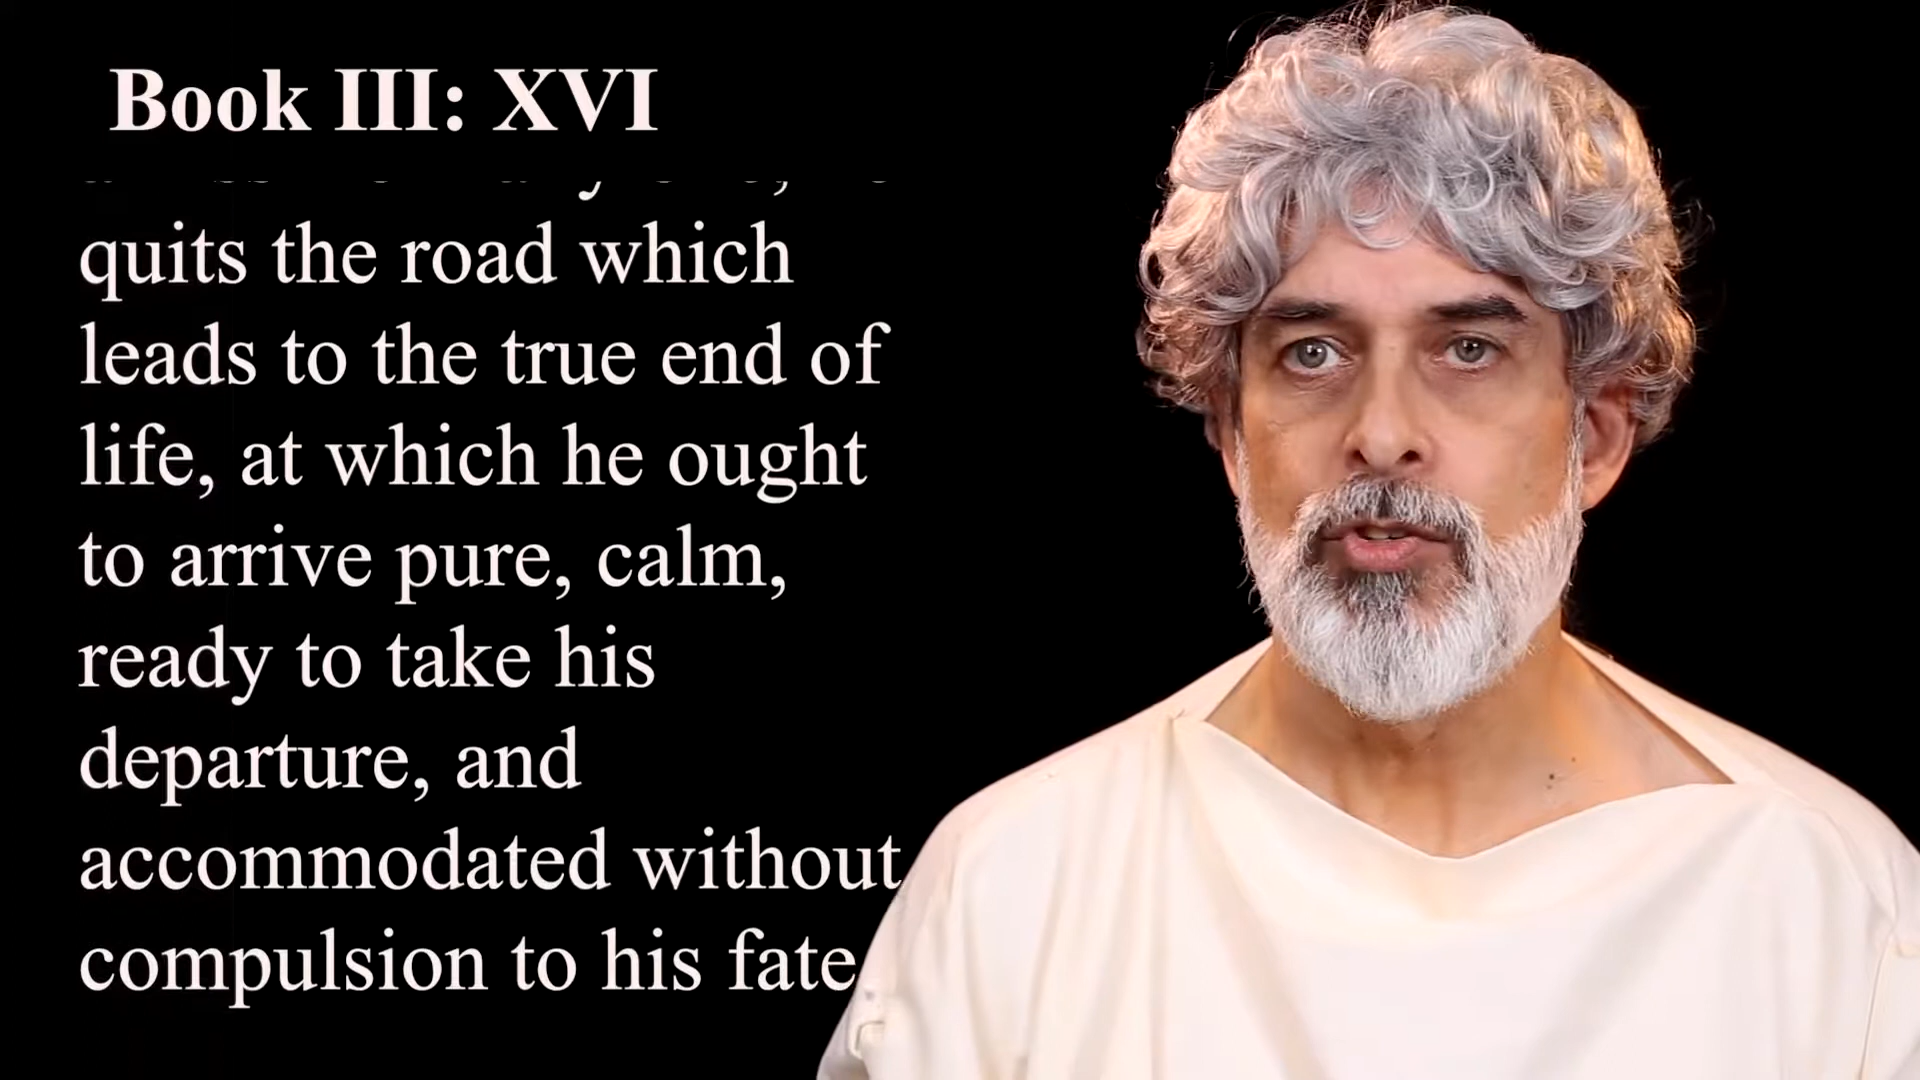 Book III: XVI
quits the road which
leads to the true end of
life, at which he ought
to arrive pure, calm,
ready to take his
departure, and
accommodated without
compulsion to his fate